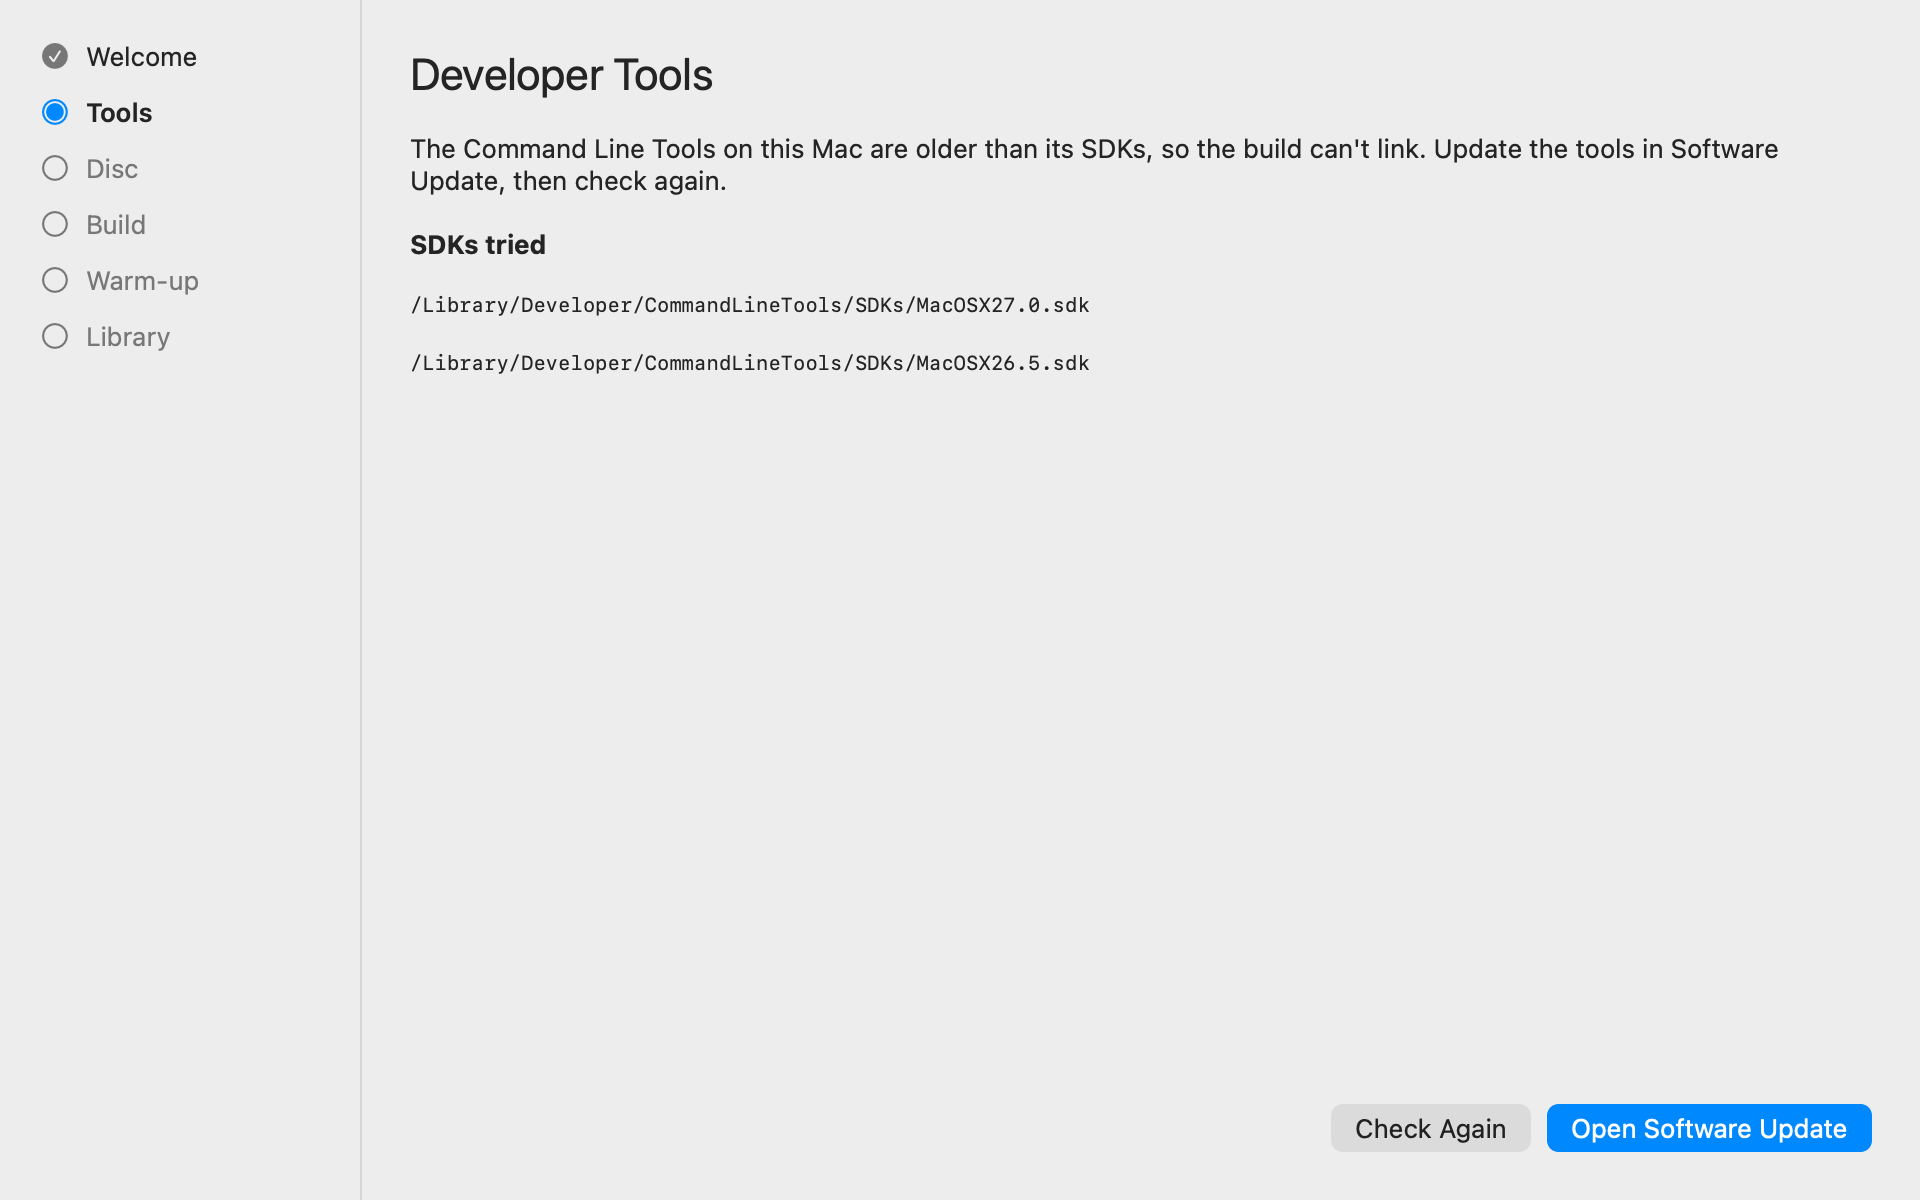 Welcome
Tools
Disc
Build
Warm-up
Library
Developer Tools
The Command Line Tools on this Mac are older than its SDKs, so the build can't link. Update the tools in Software
Update, then check again.
SDKs tried
/Library/Developer/CommandLineTools/SDKs/MacOSX27.0.sdk
/Library/Developer/CommandLineTools/SDKs/MacOSX26.5.sdk
Check Again
Open Software Update